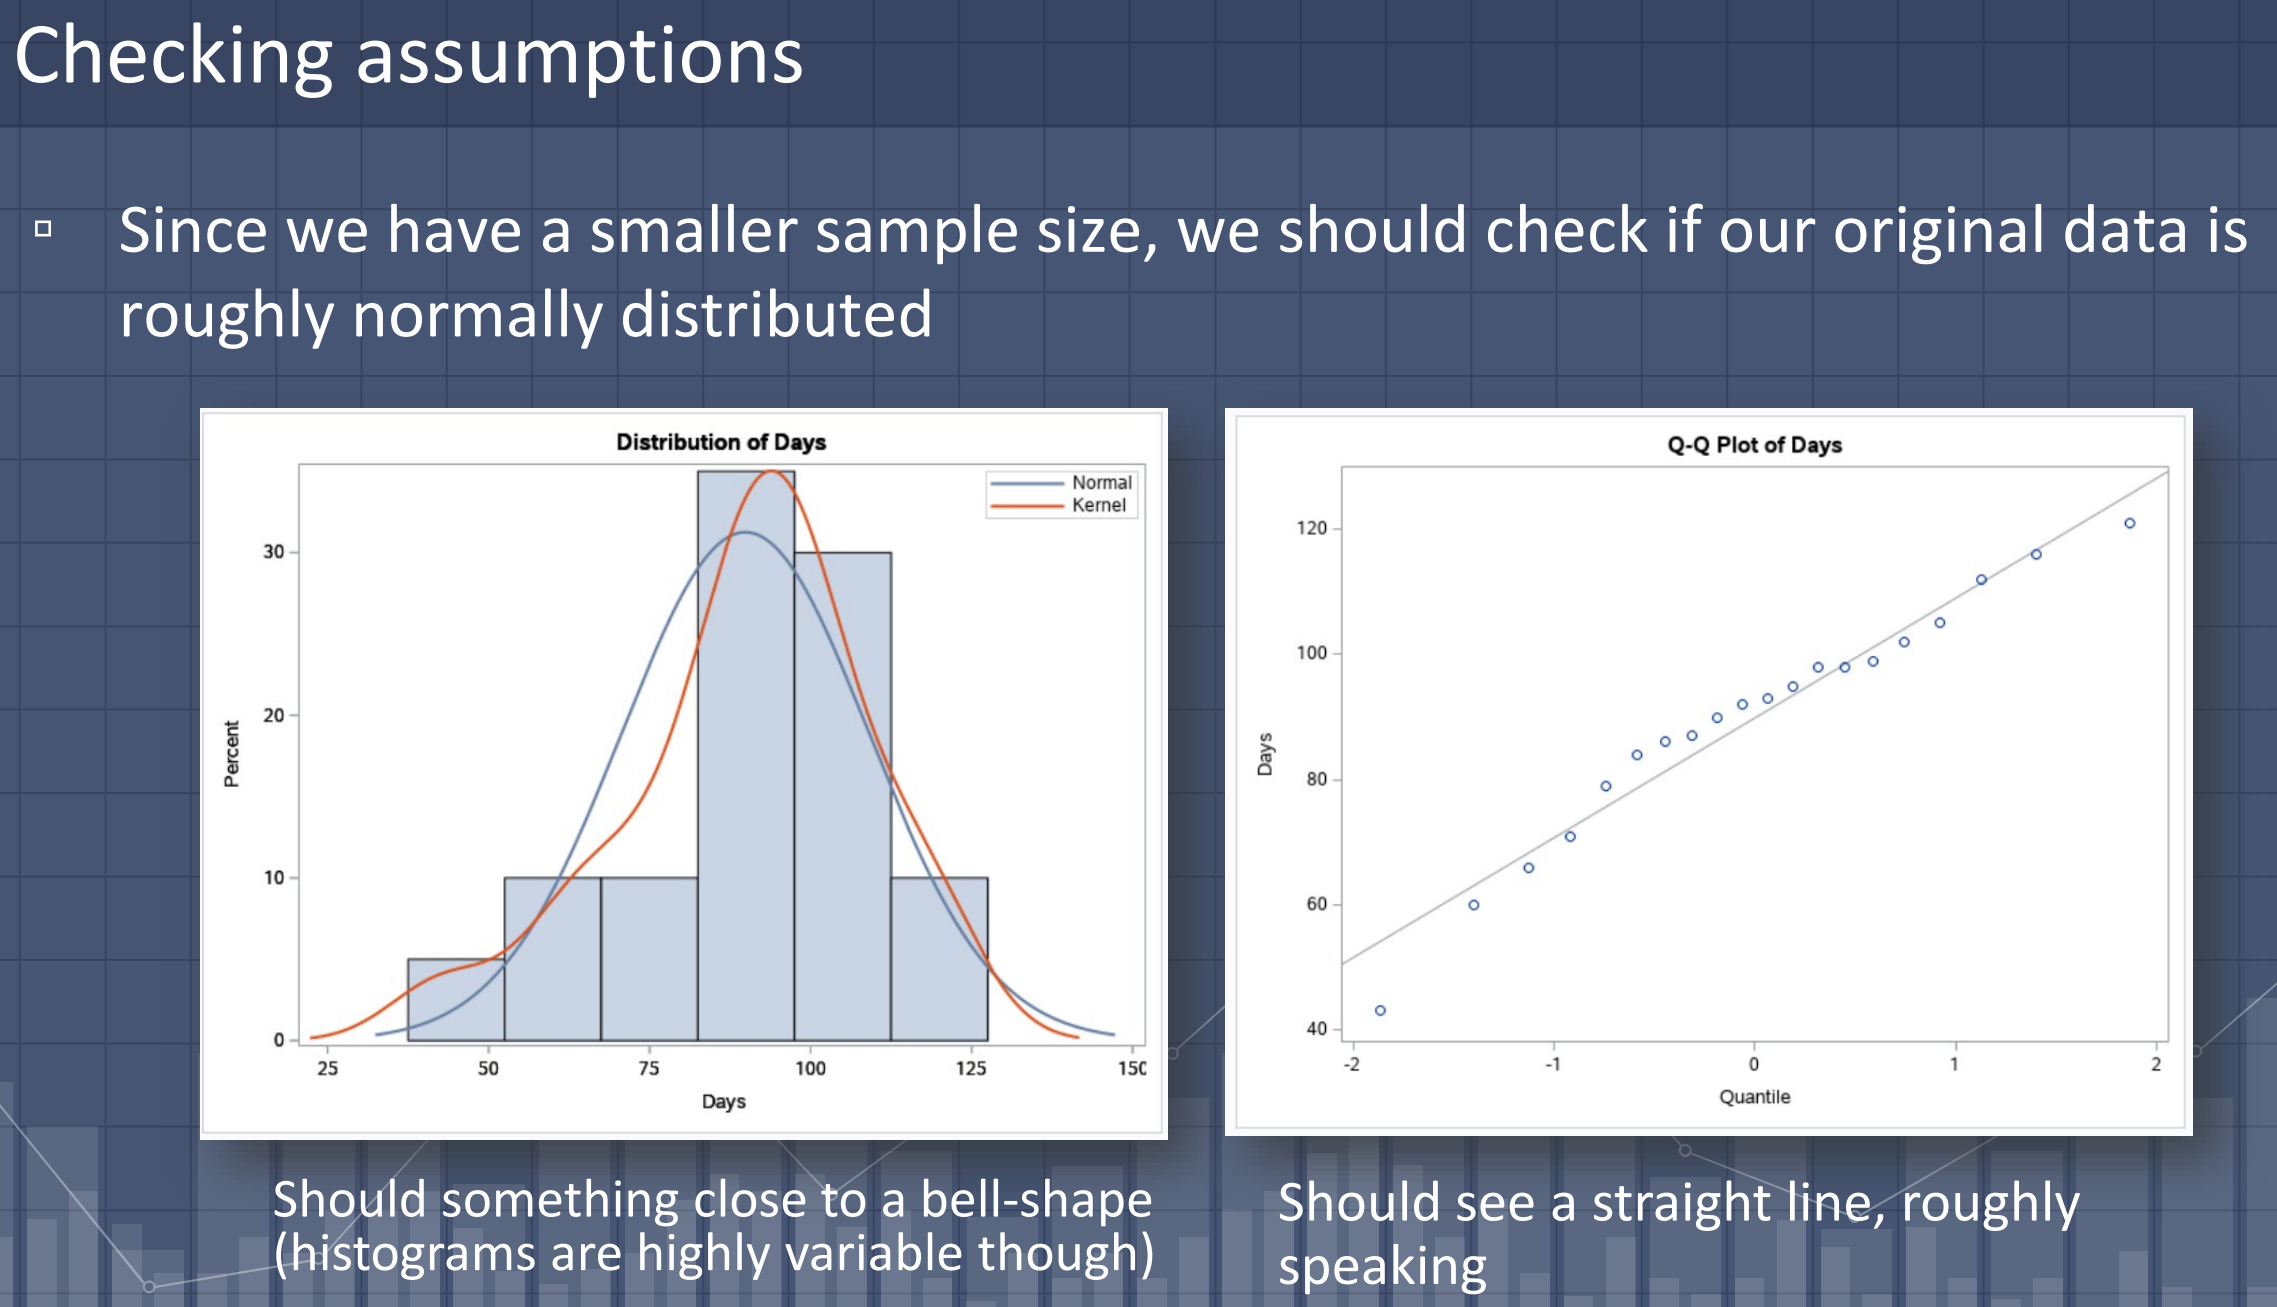 Checking assumptions
Since we have a smaller sample size, we should check if our original data is
roughly normally distributed
Distribution of Days
Normal
Kernel
30
20
10
0
Percent
25 50 75 100 125 150
Days
Q-Q Plot of Days
120
100
80
60
40
Days
-2 -1 0 1 2
Quantile
Should something close to a bell-shape
(histograms are highly variable though)
Should see a straight line, roughly
speaking